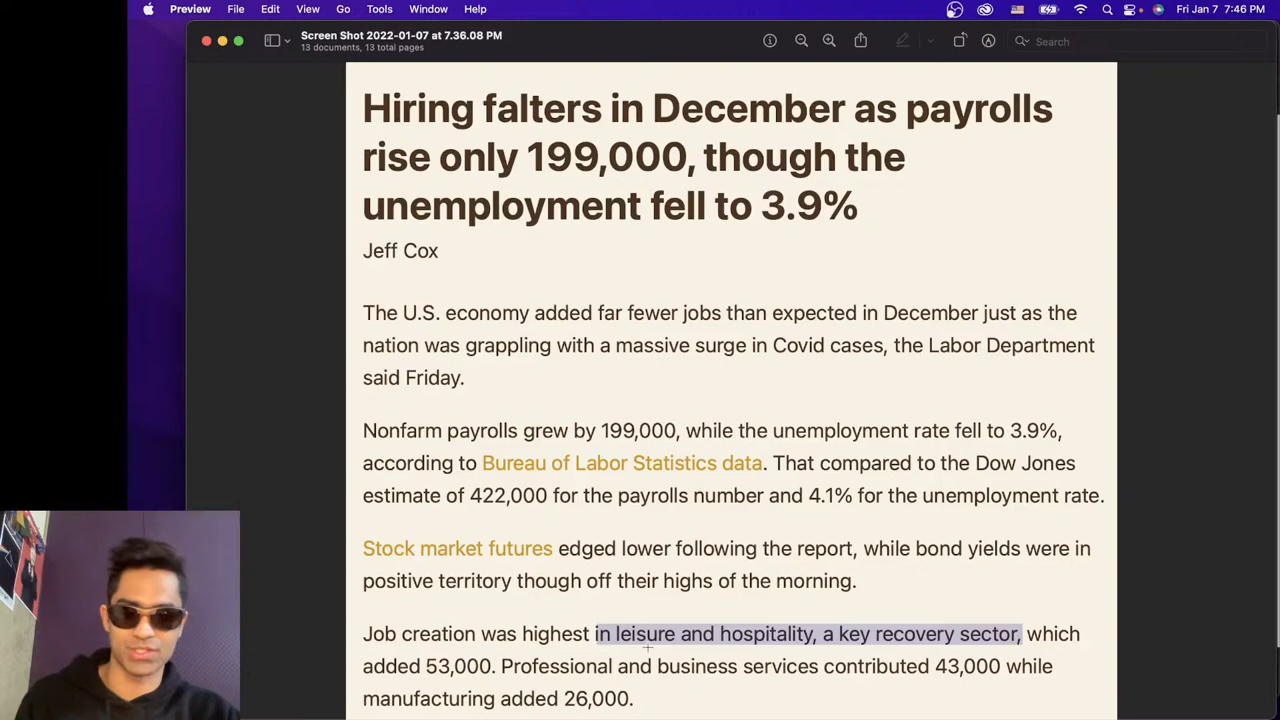 Preview File Edit View Go Tools Window Help Fri Jan 7 7:46 PM
Screen Shot 2022-01-07 at 7.36.08 PM
13 documents, 13 total pages
Search
Hiring falters in December as payrolls
rise only 199,000, though the
unemployment fell to 3.9%
Jeff Cox
The U.S. economy added far fewer jobs than expected in December just as the
nation was grappling with a massive surge in Covid cases, the Labor Department
said Friday.
Nonfarm payrolls grew by 199,000, while the unemployment rate fell to 3.9%,
according to Bureau of Labor Statistics data. That compared to the Dow Jones
estimate of 422,000 for the payrolls number and 4.1% for the unemployment rate.
Stock market futures edged lower following the report, while bond yields were in
positive territory though off their highs of the morning.
Job creation was highest in leisure and hospitality, a key recovery sector, which
added 53,000. Professional and business services contributed 43,000 while
manufacturing added 26,000.